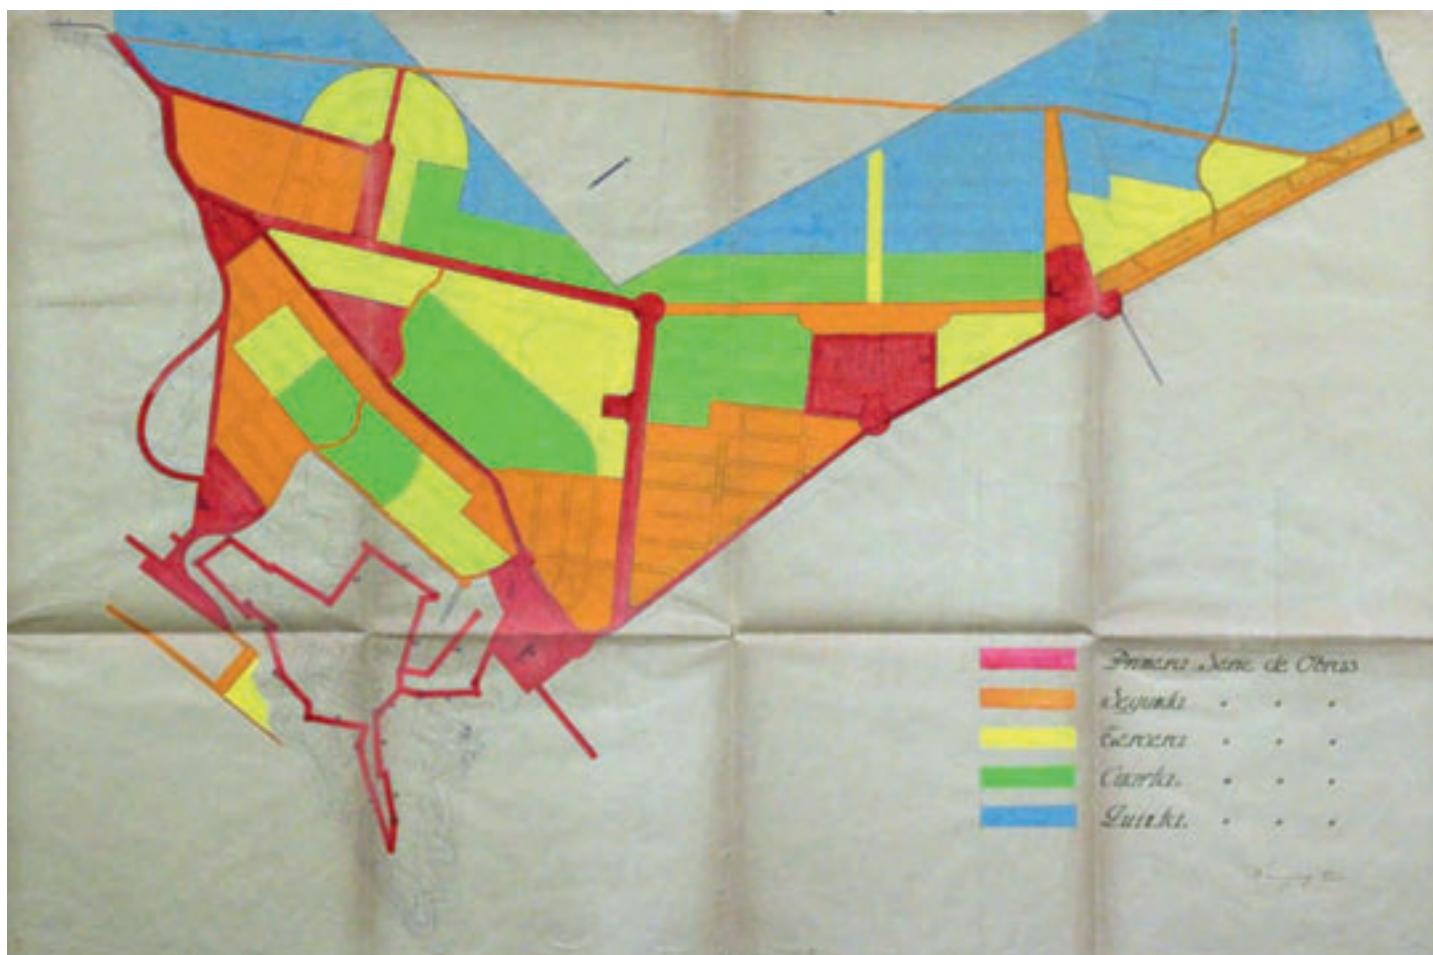 Primera Serie de Obras
Segunda " " "
Tercera " " "
Cuarta. " " "
Quinta. " " "